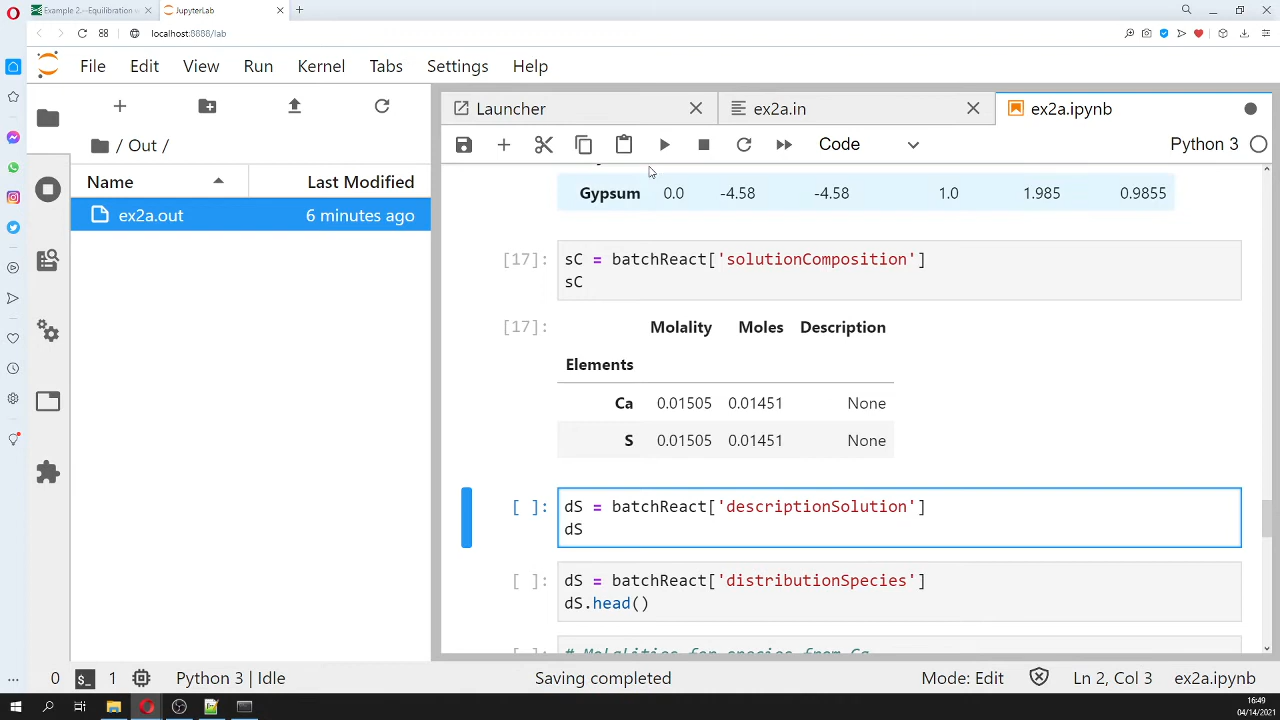 Example 2.--Equilibration w
JupyterLab
localhost:8888/lab
File Edit View Run Kernel Tabs Settings Help
/ Out /
Name Last Modified
ex2a.out 6 minutes ago
Launcher
ex2a.in
ex2a.ipynb
Code
Python 3
Gypsum 0.0 -4.58 -4.58 1.0 1.985 0.9855
[17]: sC = batchReact['solutionComposition']
sC
[17]: Molality Moles Description
Elements
Ca 0.01505 0.01451 None
S 0.01505 0.01451 None
[ ]: dS = batchReact['descriptionSolution']
dS
[ ]: dS = batchReact['distributionSpecies']
dS.head()
[ ]: # Molalities for species from Ca
0 1 Python 3 | Idle Saving completed Mode: Edit Ln 2, Col 3 ex2a.ipynb
16:49
04/14/2021